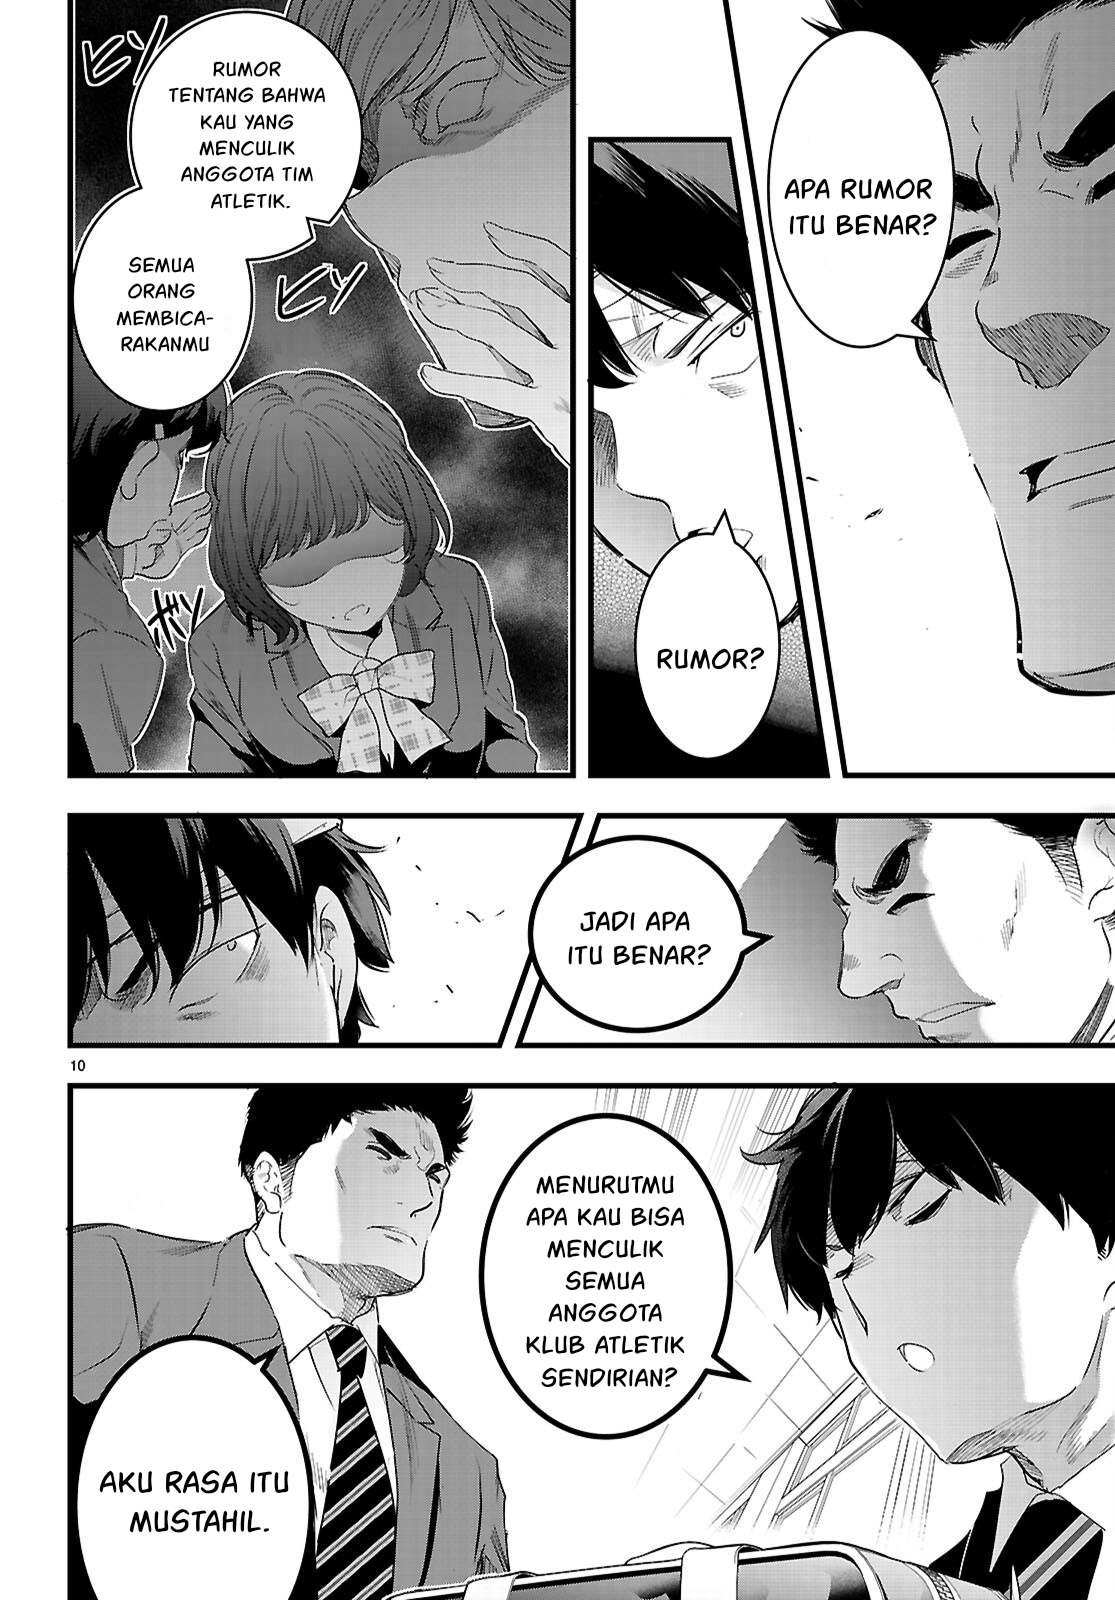 APA RUMOR
ITU BENAR?
RUMOR?
RUMOR
TENTANG BAHWA
KAU YANG
MENCULIK
ANGGOTA TIM
ATLETIK.
SEMUA
ORANG
MEMBICA-
RAKANMU
ヒソ
ヒソ
ボソ
JADI APA
ITU BENAR?
10
MENURUTMU
APA KAU BISA
MENCULIK
SEMUA
ANGGOTA
KLUB ATLETIK
SENDIRIAN?
AKU RASA ITU
MUSTAHIL.